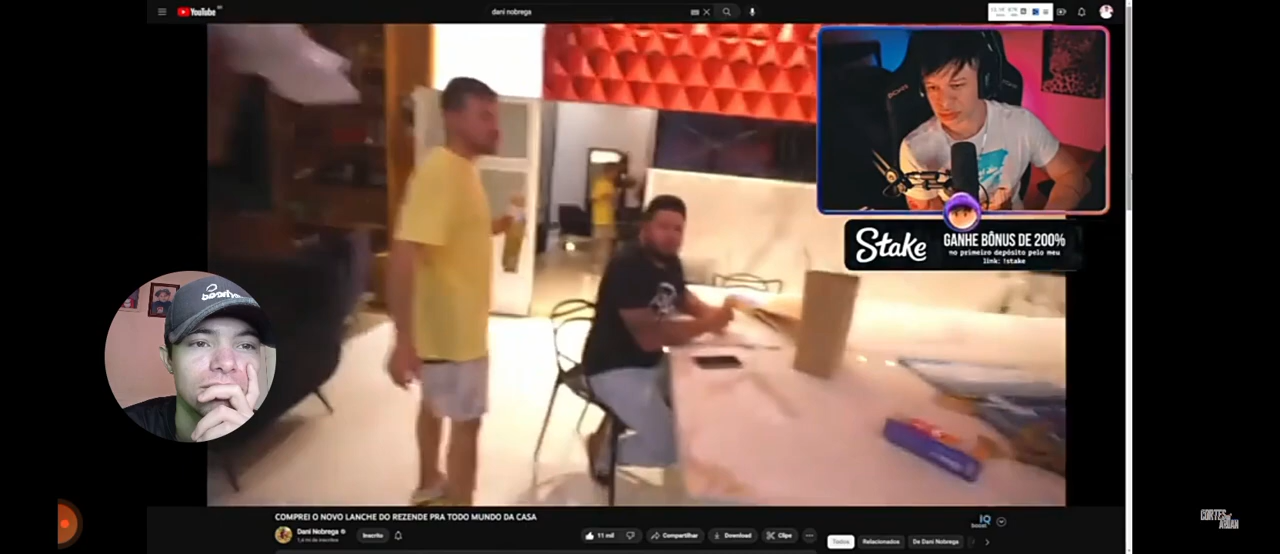 YouTube
BR
dani nobrega
Stake
GANHE BÔNUS DE 200%
no primeiro depósito pelo meu
link: !stake
COMPREI O NOVO LANCHE DO REZENDE PRA TODO MUNDO DA CASA
Dani Nobrega
Inscrito
11 mil
Compartilhar
Download
Clipe
IQ
Todos
Relacionados
De Dani Nobrega
CORTES